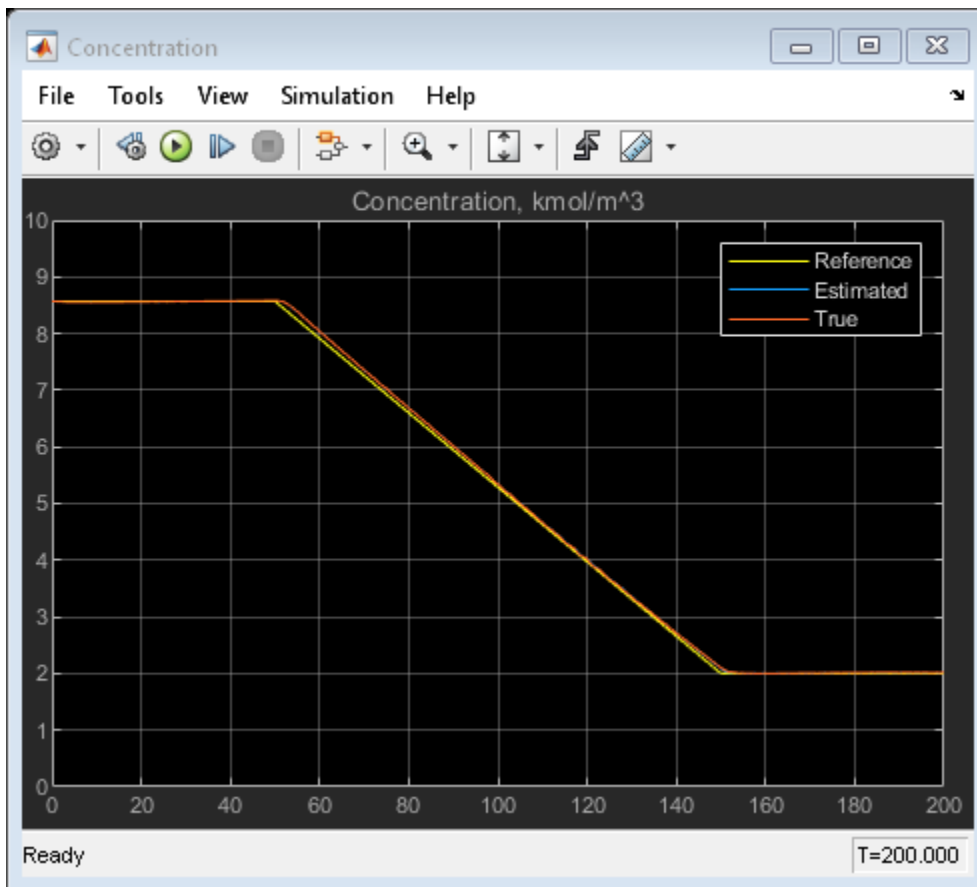 Concentration
File Tools View Simulation Help
Concentration, kmol/m^3
10
9
8
7
6
5
4
3
2
1
0
Reference
Estimated
True
0 20 40 60 80 100 120 140 160 180 200
Ready T=200.000